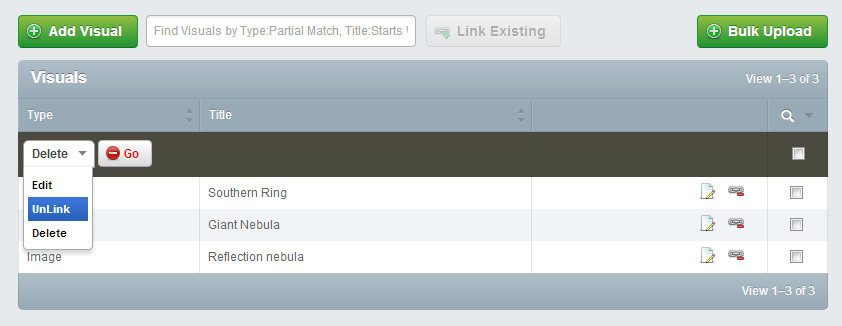 Add Visual
Find Visuals by Type:Partial Match, Title:Starts
Link Existing
Bulk Upload
Visuals
View 1–3 of 3
Type
Title
Delete
Go
Edit
UnLink
Delete
Southern Ring
Giant Nebula
Image
Reflection nebula
View 1–3 of 3